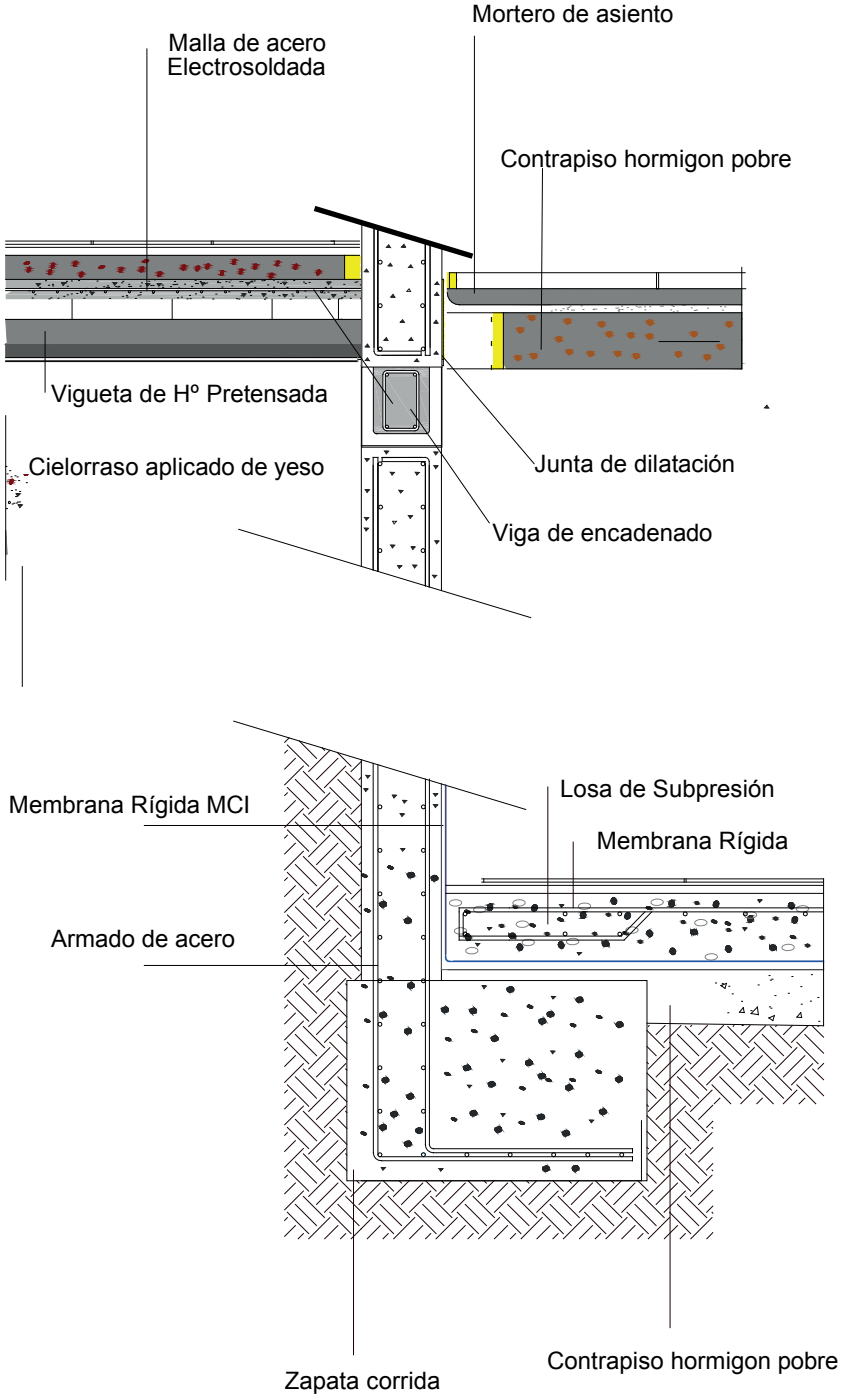 Mortero de asiento
Malla de acero
Electrosoldada
Contrapiso hormigon pobre
Vigueta de Hº Pretensada
Cielorraso aplicado de yeso
Junta de dilatación
Viga de encadenado
Losa de Subpresión
Membrana Rígida MCI
Membrana Rígida
Armado de acero
Contrapiso hormigon pobre
Zapata corrida